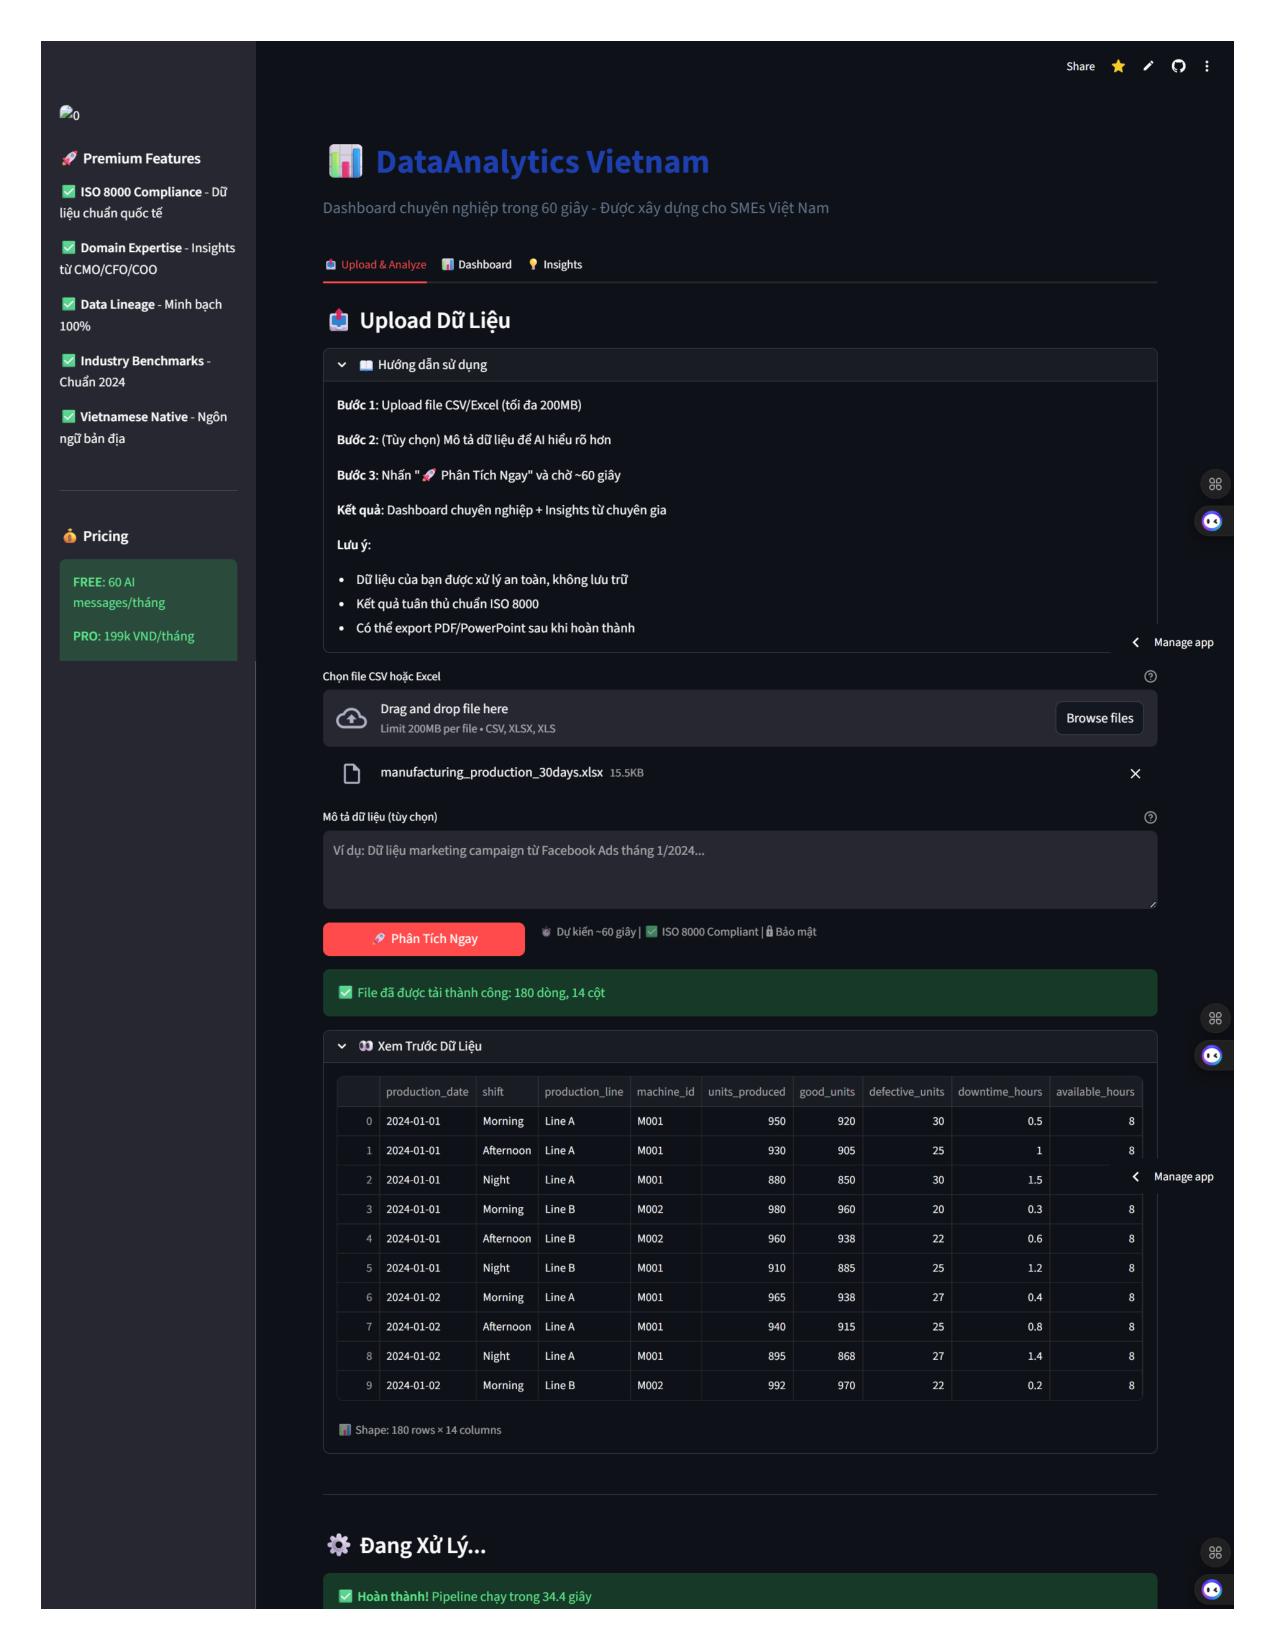 Share
0
🚀 Premium Features
✅ ISO 8000 Compliance - Dữ
liệu chuẩn quốc tế
✅ Domain Expertise - Insights
từ CMO/CFO/COO
✅ Data Lineage - Minh bạch
100%
✅ Industry Benchmarks -
Chuẩn 2024
✅ Vietnamese Native - Ngôn
ngữ bản địa
💰 Pricing
FREE: 60 AI
messages/tháng
PRO: 199k VND/tháng
📊 DataAnalytics Vietnam
Dashboard chuyên nghiệp trong 60 giây - Được xây dựng cho SMEs Việt Nam
📤 Upload & Analyze 📊 Dashboard 💡 Insights
📤 Upload Dữ Liệu
📖 Hướng dẫn sử dụng
Bước 1: Upload file CSV/Excel (tối đa 200MB)
Bước 2: (Tùy chọn) Mô tả dữ liệu để AI hiểu rõ hơn
Bước 3: Nhấn "🚀 Phân Tích Ngay" và chờ ~60 giây
Kết quả: Dashboard chuyên nghiệp + Insights từ chuyên gia
Lưu ý:
• Dữ liệu của bạn được xử lý an toàn, không lưu trữ
• Kết quả tuân thủ chuẩn ISO 8000
• Có thể export PDF/PowerPoint sau khi hoàn thành
Manage app
Chọn file CSV hoặc Excel
Drag and drop file here
Limit 200MB per file • CSV, XLSX, XLS
Browse files
manufacturing_production_30days.xlsx 15.5KB
Mô tả dữ liệu (tùy chọn)
Ví dụ: Dữ liệu marketing campaign từ Facebook Ads tháng 1/2024...
🚀 Phân Tích Ngay
Dự kiến ~60 giây | ✅ ISO 8000 Compliant | 🔒 Bảo mật
✅ File đã được tải thành công: 180 dòng, 14 cột
👀 Xem Trước Dữ Liệu
production_date shift production_line machine_id units_produced good_units defective_units downtime_hours available_hours
0 2024-01-01 Morning Line A M001 950 920 30 0.5 8
1 2024-01-01 Afternoon Line A M001 930 905 25 1 8
2 2024-01-01 Night Line A M001 880 850 30 1.5
Manage app
3 2024-01-01 Morning Line B M002 980 960 20 0.3 8
4 2024-01-01 Afternoon Line B M002 960 938 22 0.6 8
5 2024-01-01 Night Line B M001 910 885 25 1.2 8
6 2024-01-02 Morning Line A M001 965 938 27 0.4 8
7 2024-01-02 Afternoon Line A M001 940 915 25 0.8 8
8 2024-01-02 Night Line A M001 895 868 27 1.4 8
9 2024-01-02 Morning Line B M002 992 970 22 0.2 8
📊 Shape: 180 rows × 14 columns
⚙️ Đang Xử Lý...
✅ Hoàn thành! Pipeline chạy trong 34.4 giây